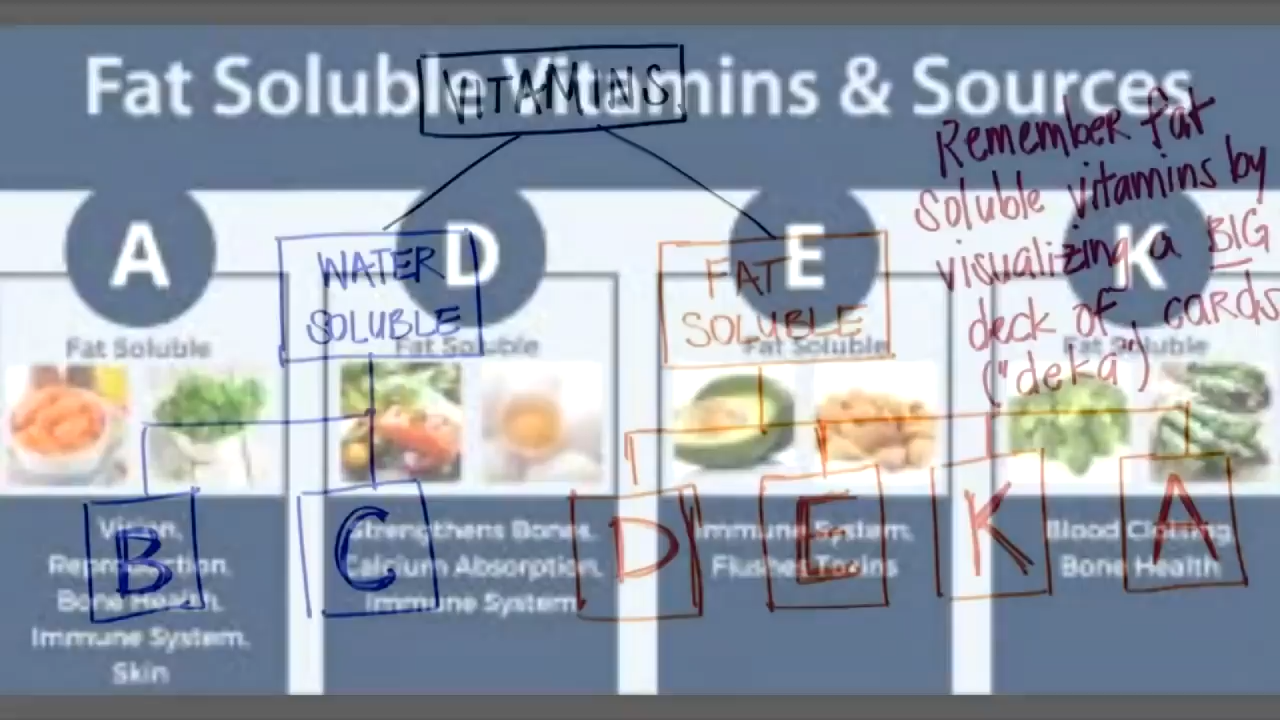 Fat Soluble Vitamins & Sources
VITAMINS
Remember fat
soluble vitamins by
visualizing a BIG
deck of cards
("deka")
A
D
E
K
WATER
SOLUBLE
FAT
SOLUBLE
Fat Soluble
Fat Soluble
Fat Soluble
Fat Soluble
B
C
D
E
K
A
Vision,
Reproduction,
Bone Health,
Immune System,
Skin
Strengthens Bones,
Calcium Absorption,
Immune System
Immune System,
Flushes Toxins
Blood Clotting,
Bone Health